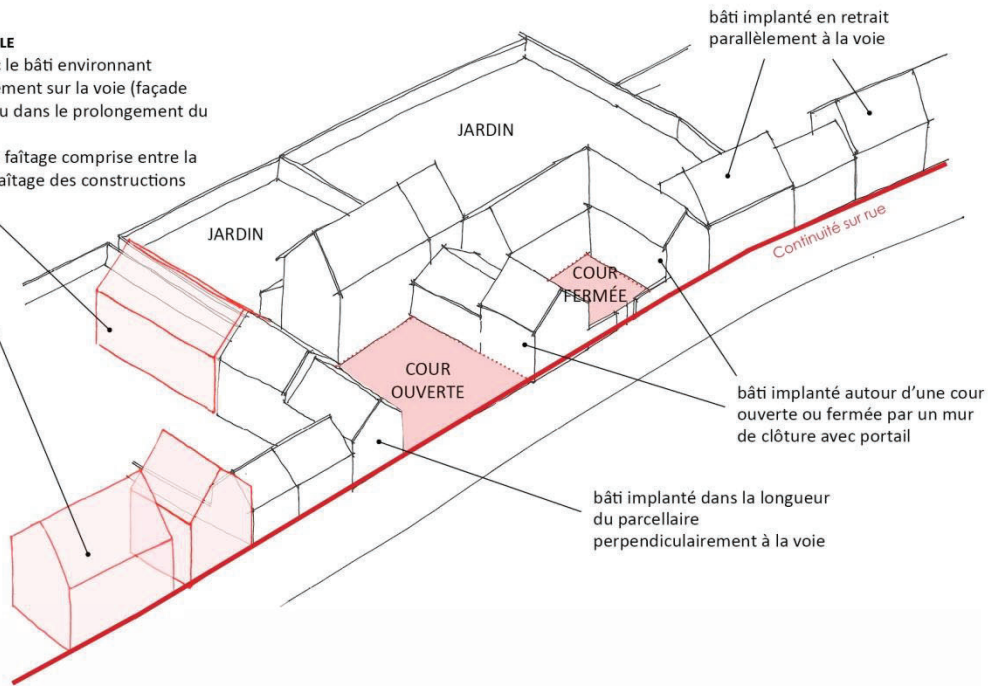 LE
le bâti environnant
ement sur la voie (façade
u dans le prolongement du
faîtage comprise entre la
aîtage des constructions
bâti implanté en retrait
parallèlement à la voie
JARDIN
JARDIN
Continuité sur rue
COUR
FERMÉE
COUR
OUVERTE
bâti implanté autour d’une cour
ouverte ou fermée par un mur
de clôture avec portail
bâti implanté dans la longueur
du parcellaire
perpendiculairement à la voie